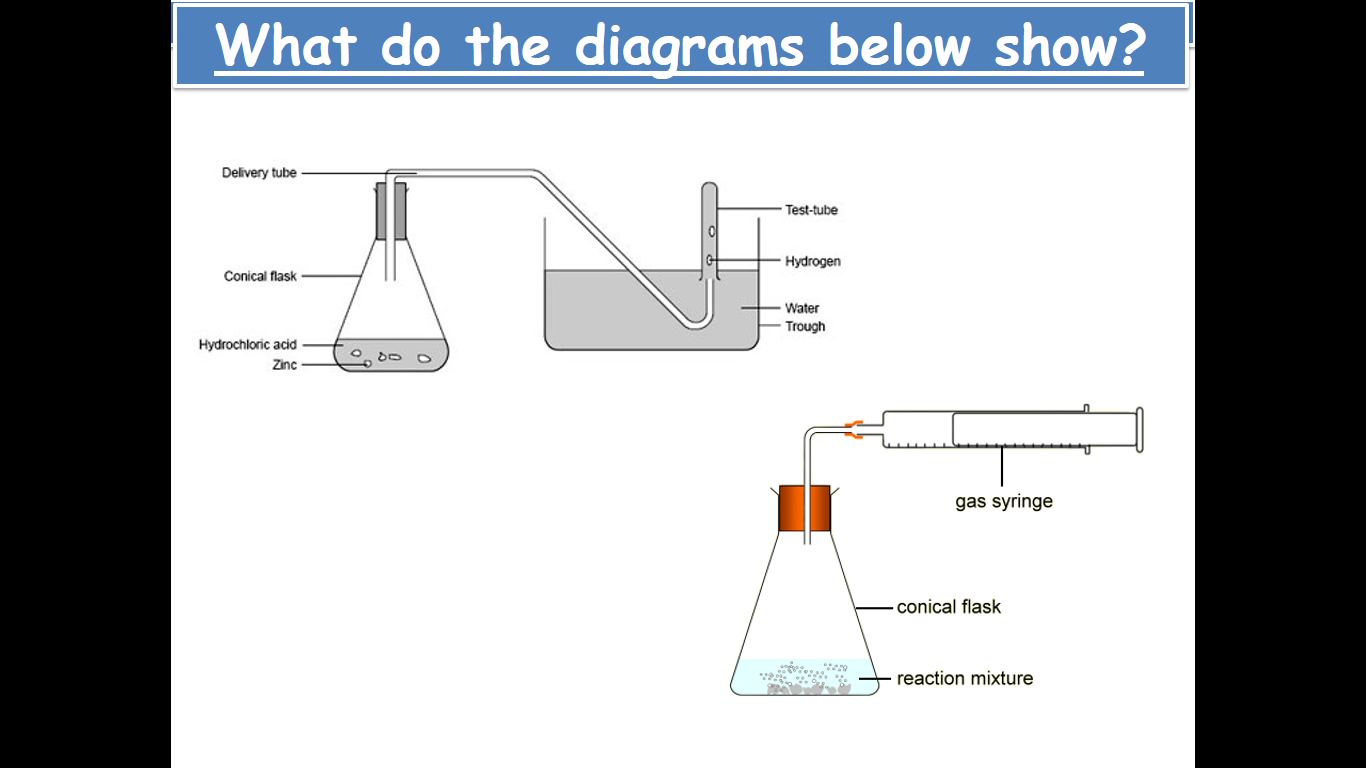 What do the diagrams below show?
Delivery tube
Test-tube
Hydrogen
Conical flask
Water
Trough
Hydrochloric acid
Zinc
gas syringe
conical flask
reaction mixture